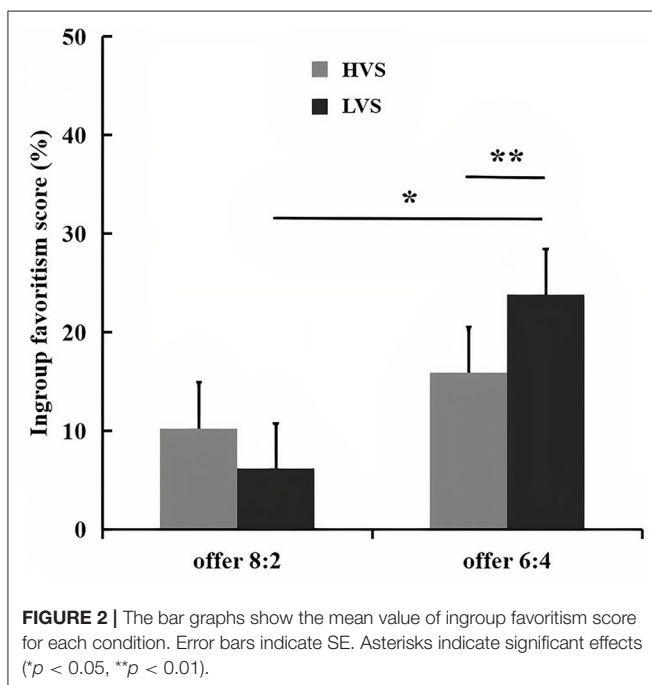 50
40
30
20
10
0
Ingroup favoritism score (%)
HVS
LVS
**
*
offer 8:2
offer 6:4
FIGURE 2 | The bar graphs show the mean value of ingroup favoritism score
for each condition. Error bars indicate SE. Asterisks indicate significant effects
(*p < 0.05, **p < 0.01).